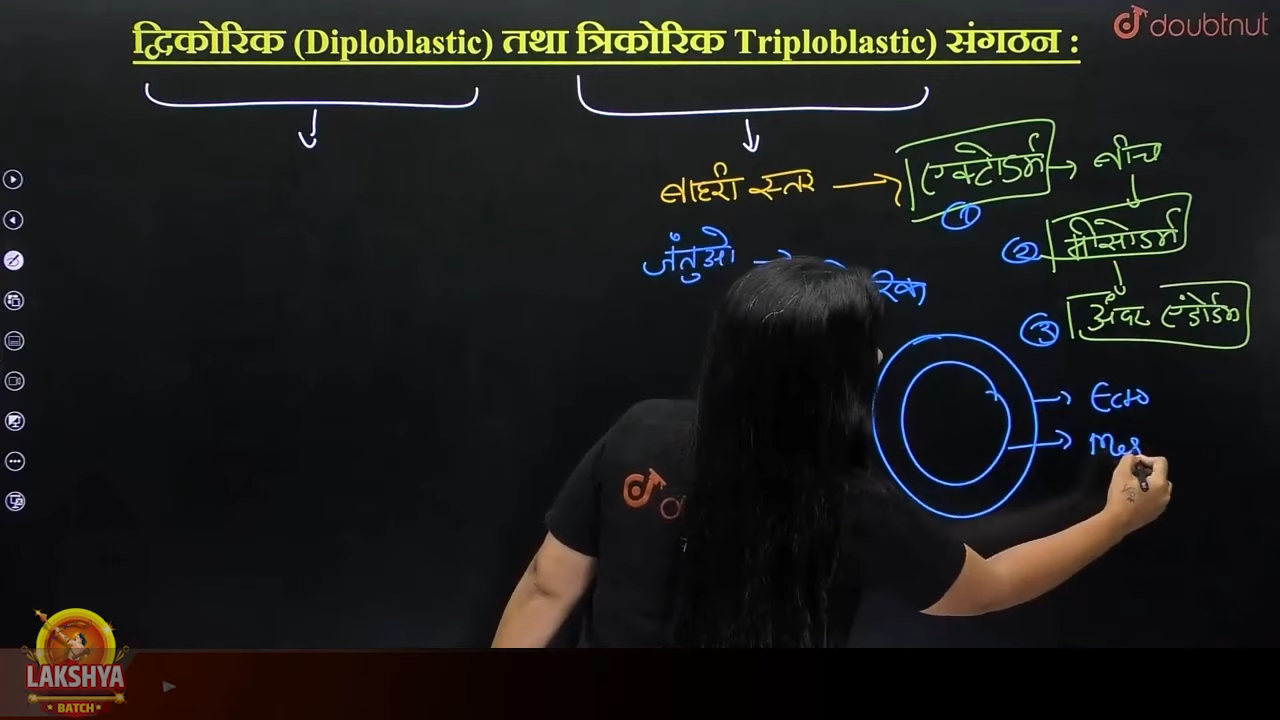 द्विकोरिक (Diploblastic) तथा त्रिकोरिक Triploblastic) संगठन :
doubtnut
बाहरी स्तर → एक्टोडर्म → नीचे
①
② मीसोडर्म
जंतुओ →
③ अंदर एंडोडर्म
→ Ecto
→ Mes
LAKSHYA
BATCH